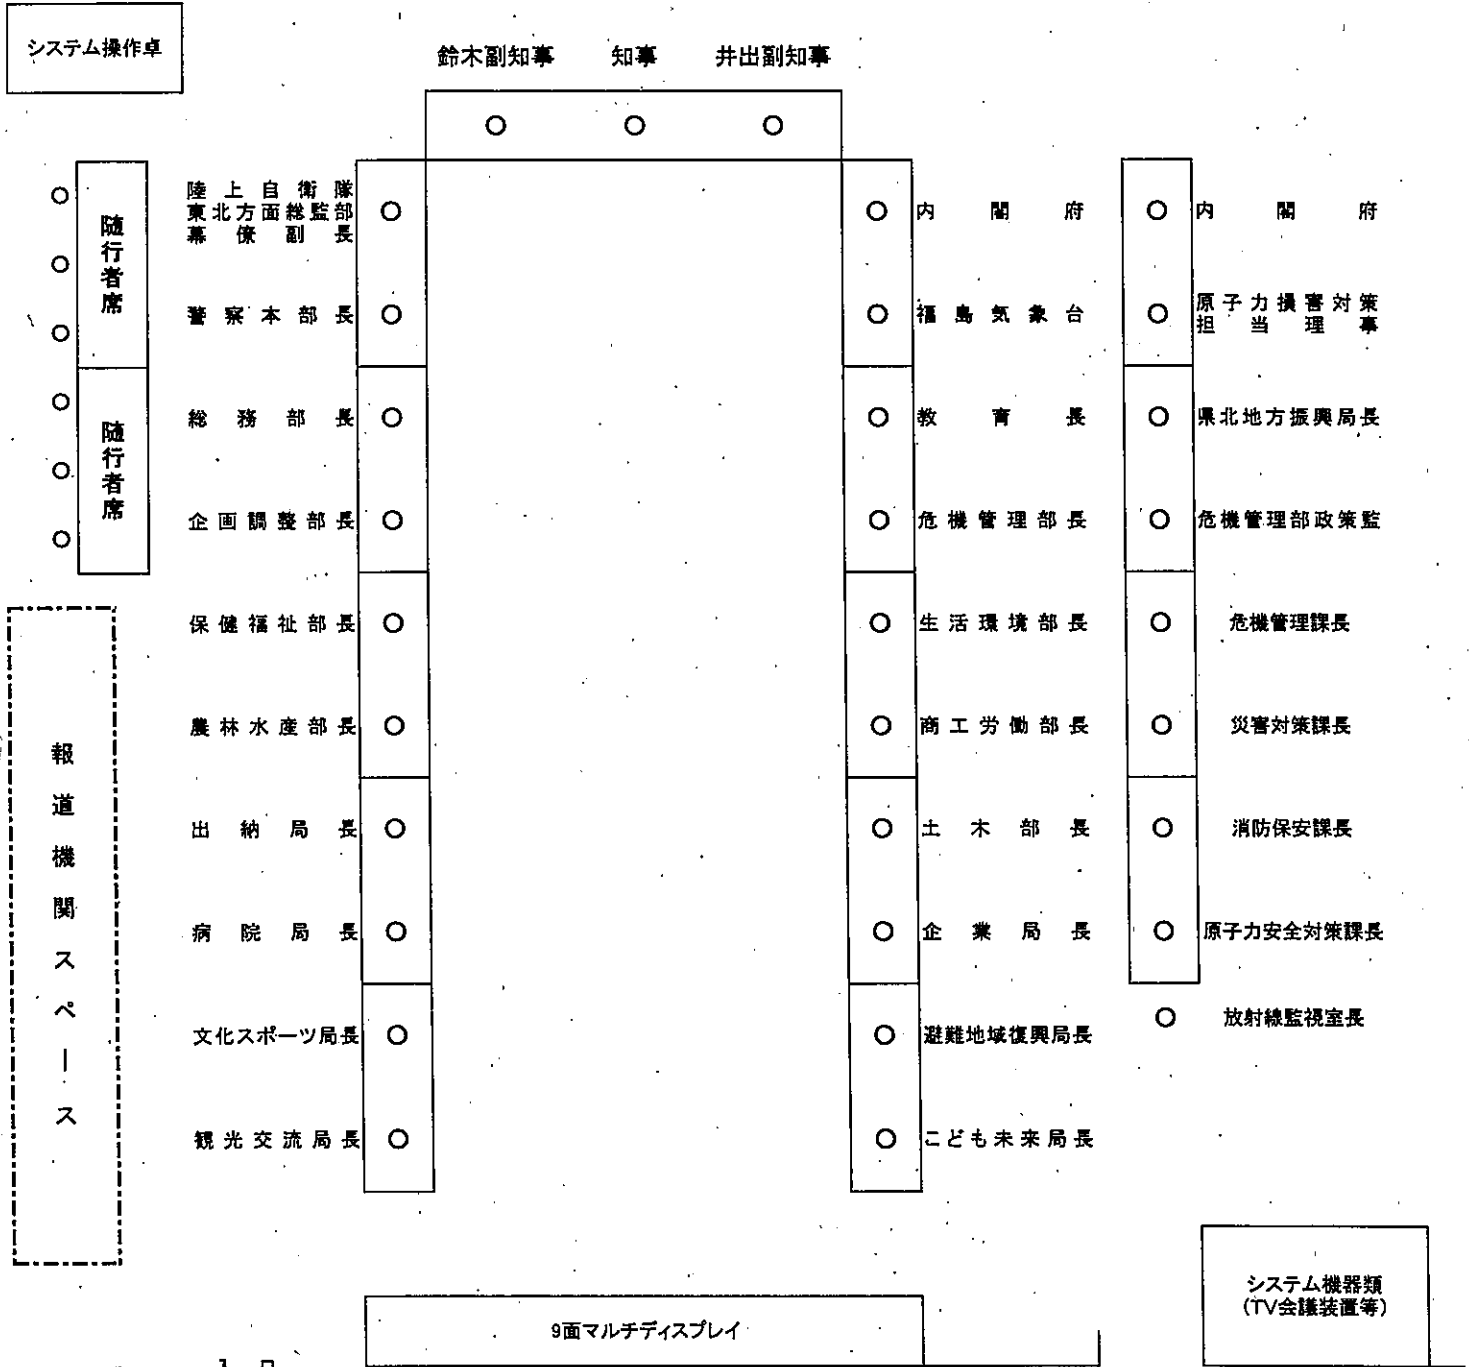 システム操作卓
鈴木副知事 知事 井出副知事
随行者席
随行者席
報道機関スペース
陸上自衛隊
東北方面総監部
幕僚副長
警察本部長
総務部長
企画調整部長
保健福祉部長
農林水産部長
出納局長
病院局長
文化スポーツ局長
観光交流局長
内閣府
福島気象台
教育長
危機管理部長
生活環境部長
商工労働部長
土木部長
企業局長
避難地域復興局長
こども未来局長
内閣府
原子力損害対策
担当理事
県北地方振興局長
危機管理部政策監
危機管理課長
災害対策課長
消防保安課長
原子力安全対策課長
放射線監視室長
システム機器類
(TV会議装置等)
9面マルチディスプレイ